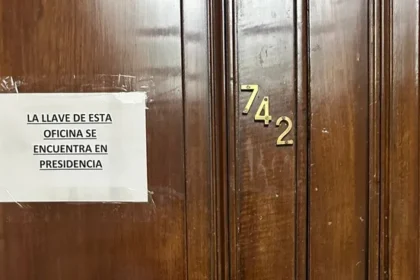 LA LLAVE DE ESTA
OFICINA SE
ENCUENTRA EN
PRESIDENCIA
742